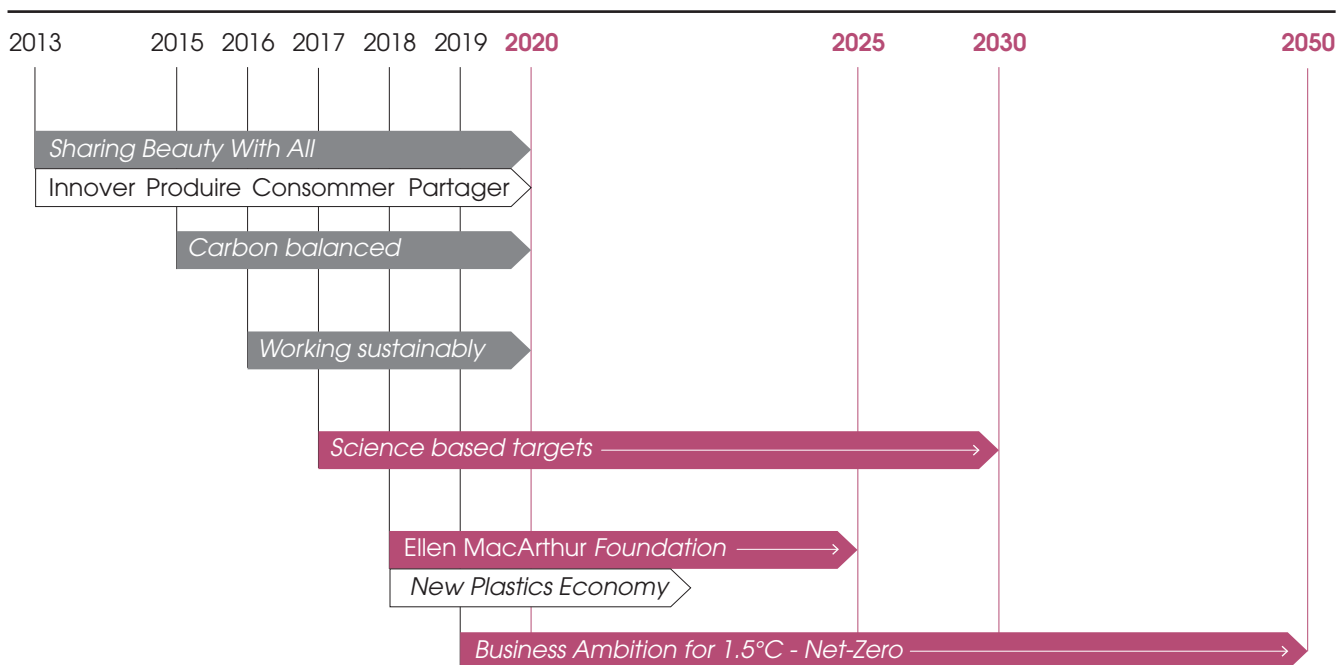 2013 2015 2016 2017 2018 2019 2020 2025 2030 2050
Sharing Beauty With All
Innover Produire Consommer Partager
Carbon balanced
Working sustainably
Science based targets
Ellen MacArthur Foundation
New Plastics Economy
Business Ambition for 1.5°C - Net-Zero